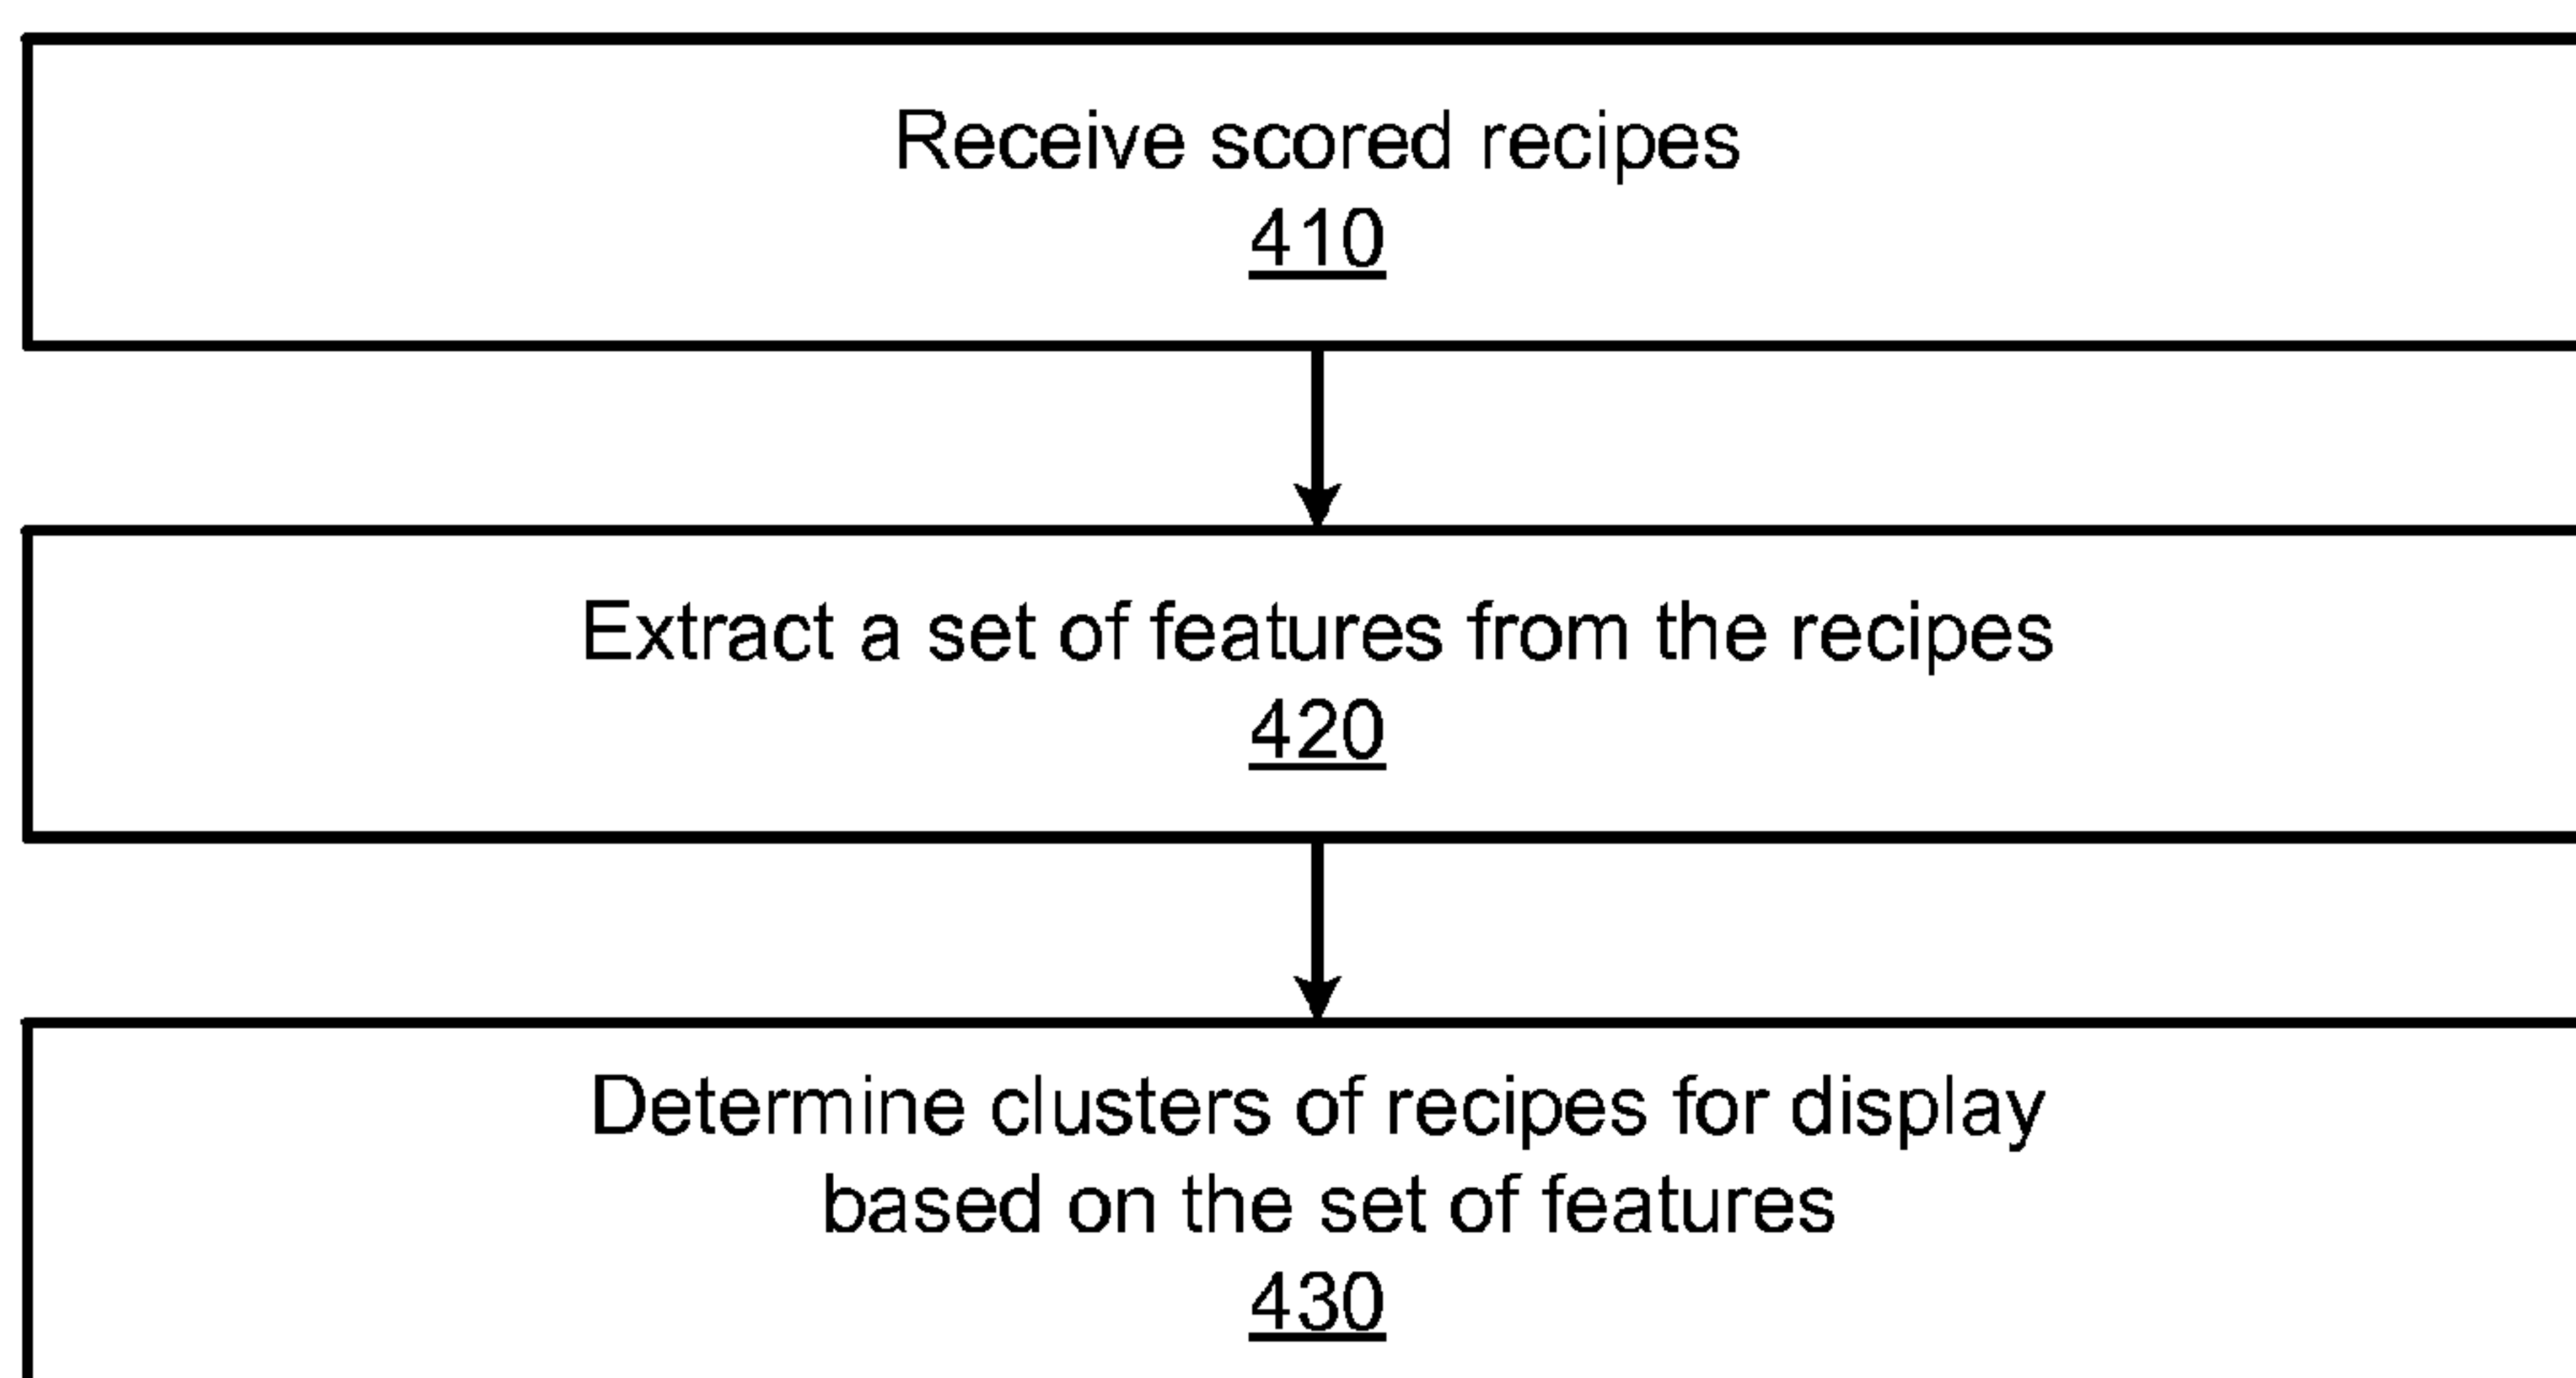 Receive scored recipes
410
Extract a set of features from the recipes
420
Determine clusters of recipes for display
based on the set of features
430